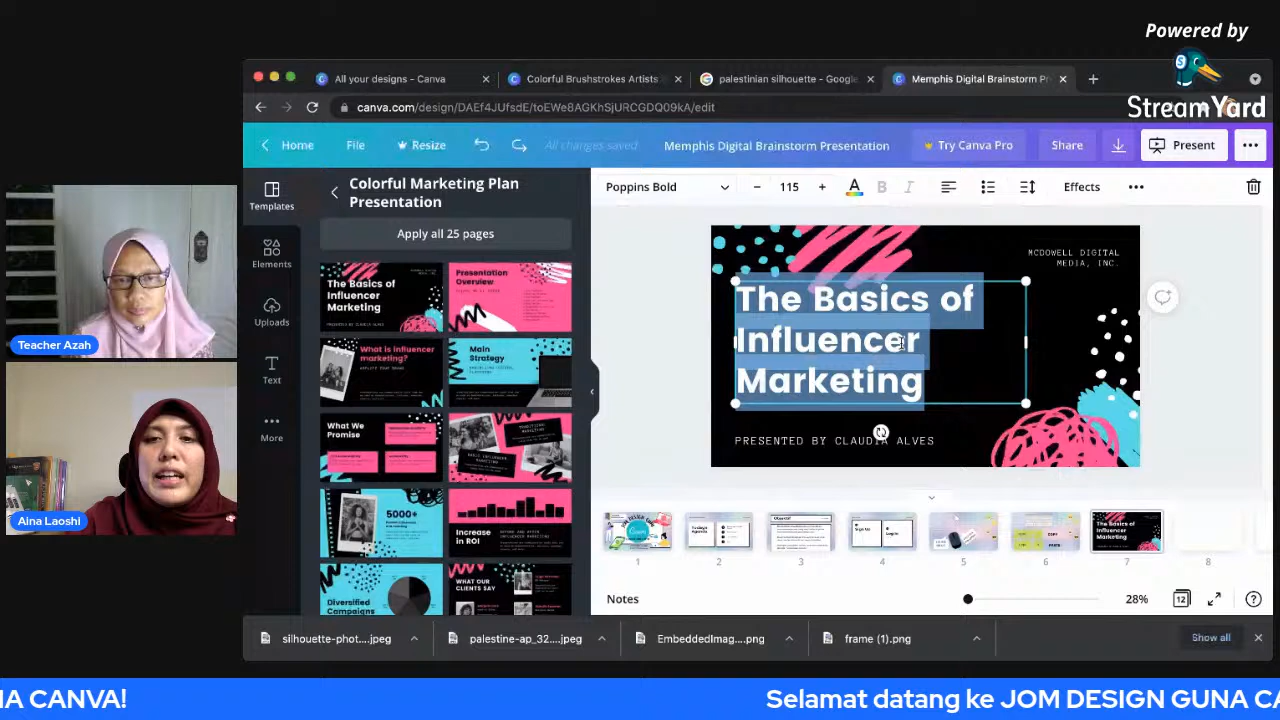 Powered by
StreamYard
All your designs - Canva
Colorful Brushstrokes Artists
palestinian silhouette - Google
Memphis Digital Brainstorm Pr
canva.com/design/DAEf4JUfsdE/toEWe8AGKhSjURCGDQ09kA/edit
Home
File
Resize
All changes saved
Memphis Digital Brainstorm Presentation
Try Canva Pro
Share
Present
Templates
Elements
Uploads
Text
More
Colorful Marketing Plan
Presentation
Apply all 25 pages
The Basics of
Influencer
Marketing
Presentation
Overview
What is influencer
marketing?
Main
Strategy
What We
Promise
5000+
Increase
in ROI
Diversified
Campaigns
WHAT OUR
CLIENTS SAY
Poppins Bold
115
B
I
Effects
MCDOWELL DIGITAL
MEDIA, INC.
The Basics of
Influencer
Marketing
PRESENTED BY CLAUDIA ALVES
The Basics of
Influencer
Marketing
1
2
3
4
5
6
7
8
Notes
28%
12
silhouette-phot....jpeg
palestine-ap_32....jpeg
EmbeddedImag....png
frame (1).png
Show all
Teacher Azah
Aina Laoshi
NA CANVA!
Selamat datang ke JOM DESIGN GUNA CA